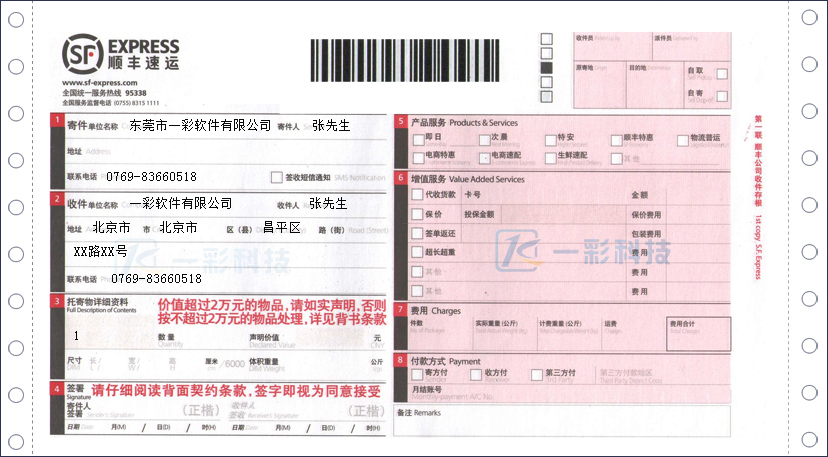 SF EXPRESS
顺丰速运
www.sf-express.com
全国统一服务热线 95338
全国服务监督电话 (0755) 8315 1111
收件员
派件员
原寄地
目的地
自取
自寄
1 寄件 单位名称 东莞市一彩软件有限公司 寄件人 张先生
地址 Address
联系电话 0769-83660518 签收短信通知 SMS Notification
2 收件 单位名称 一彩软件有限公司 收件人 张先生
地址 北京市 市 北京市 区(县) 昌平区 路(街) Road (Street)
XX路XX号
联系电话 0769-83660518
3 托寄物详细资料
Full Description of Contents
价值超过2万元的物品,请如实声明,否则
按不超过2万元的物品处理,详见背书条款
1 数量 声明价值 元
Quantity Declared Value CNY
尺寸 长/ 宽/ 高 厘米 /6000 体积重量 公斤
DIM L W H cm DIM Weight kg
4 签署 请仔细阅读背面契约条款,签字即视为同意接受
Signature
寄件人 (正楷) 收件人 (正楷)
签署 Sender's Signature 签收 Receiver's Signature
日期 Date 月(M) / 日(D) / 时(H) 日期 Date 月(M) / 日(D) / 时(H)
5 产品服务 Products & Services
即日 次晨 特安 顺丰特惠 物流普运
电商特惠 电商速配 生鲜速配 其他
6 增值服务 Value Added Services
代收货款 卡号 金额
保价 投保金额 保价费用
签单返还 包装费用
超长超重 费用
其他 费用
其他 费用
一彩科技
一彩科技
7 费用 Charges
件数 实际重量(公斤) 计费重量(公斤) 运费 费用合计
8 付款方式 Payment
寄方付 收方付 第三方付 第三方付款地区
Sender Receiver 3rd Party
月结账号
Monthly-payment A/C No.
备注 Remarks
第一联 顺丰公司收件存根 1st copy S.F. Express